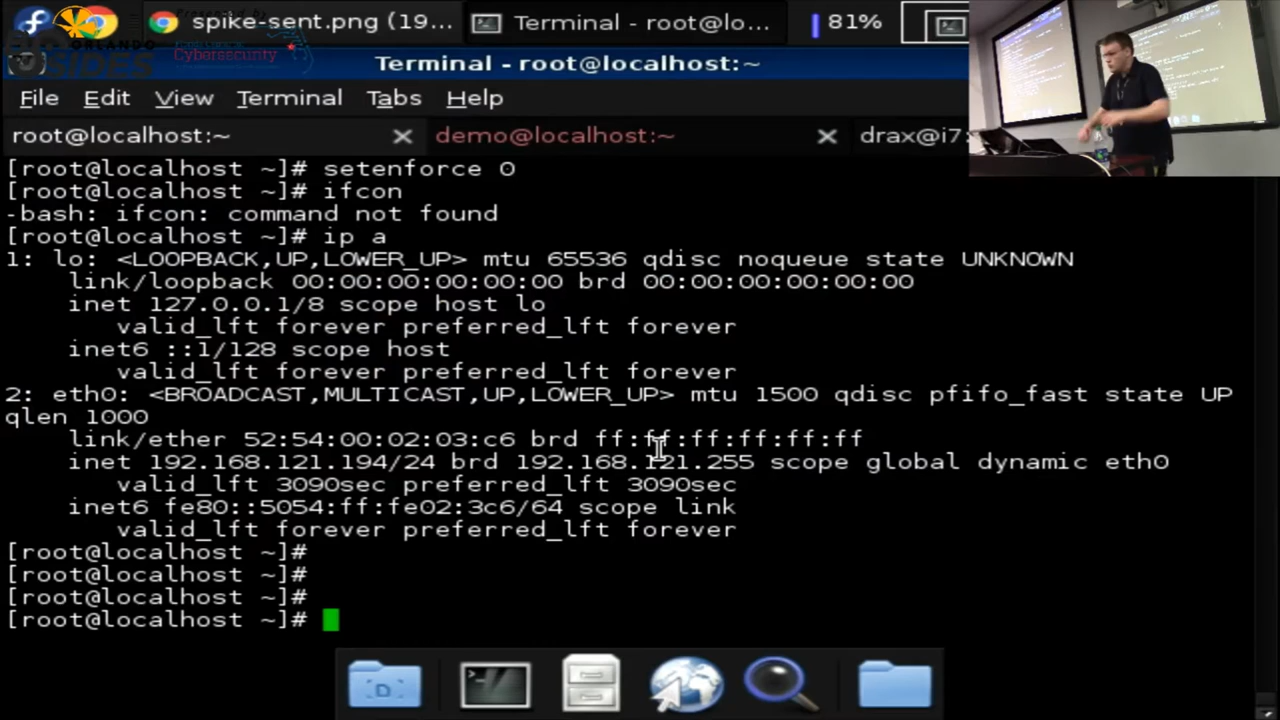 Presented by
ORLANDO
SIDES
Cybersecurity
spike-sent.png (19...
Terminal - root@lo...
81%
Terminal - root@localhost:~
File Edit View Terminal Tabs Help
root@localhost:~
demo@localhost:~
drax@i7:
[root@localhost ~]# setenforce 0
[root@localhost ~]# ifcon
-bash: ifcon: command not found
[root@localhost ~]# ip a
1: lo: <LOOPBACK,UP,LOWER_UP> mtu 65536 qdisc noqueue state UNKNOWN
link/loopback 00:00:00:00:00:00 brd 00:00:00:00:00:00
inet 127.0.0.1/8 scope host lo
valid_lft forever preferred_lft forever
inet6 ::1/128 scope host
valid_lft forever preferred_lft forever
2: eth0: <BROADCAST,MULTICAST,UP,LOWER_UP> mtu 1500 qdisc pfifo_fast state UP
qlen 1000
link/ether 52:54:00:02:03:c6 brd ff:ff:ff:ff:ff:ff
inet 192.168.121.194/24 brd 192.168.121.255 scope global dynamic eth0
valid_lft 3090sec preferred_lft 3090sec
inet6 fe80::5054:ff:fe02:3c6/64 scope link
valid_lft forever preferred_lft forever
[root@localhost ~]#
[root@localhost ~]#
[root@localhost ~]#
[root@localhost ~]#